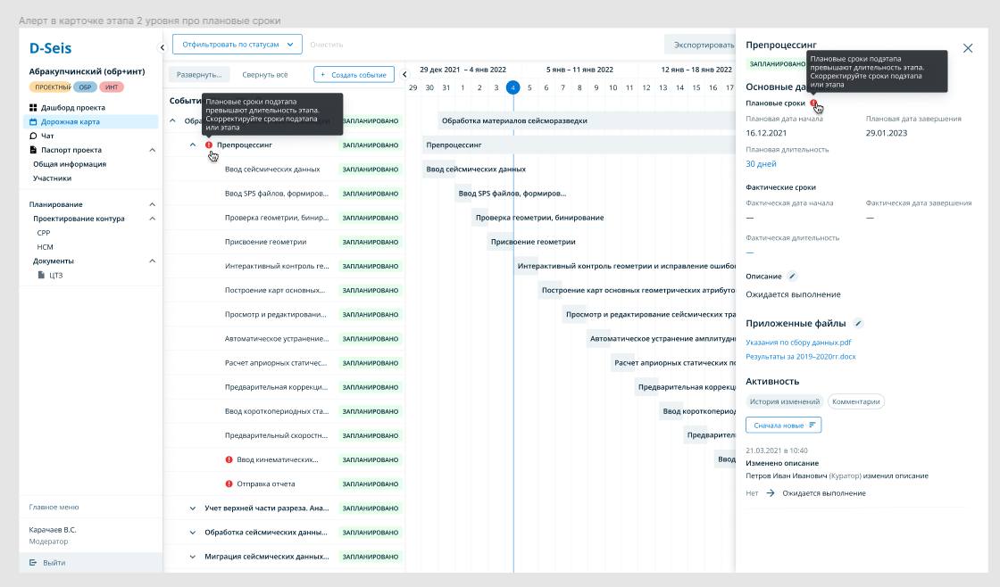 Алерт в карточке этапа 2 уровня про плановые сроки
D-Seis
Абракупчинский (обр+инт)
ПРОЕКТНЫЙ ОБР ИНТ
Дашборд проекта
Дорожная карта
Чат
Паспорт проекта
Общая информация
Участники
Планирование
Проектирование контура
СРР
НСМ
Документы
ЦТЗ
Главное меню
Карачаев В.С.
Модератор
Выйти
Отфильтровать по статусам
Очистить
Экспортировать
Развернуть...
Свернуть всё
+ Создать событие
29 дек 2021 – 4 янв 2022
5 янв – 11 янв 2022
12 янв – 18 янв 2022
29 30 31 1 2 3 4 5 6 7 8 9 10 11 12 13 14 15 16 17
Плановые сроки подэтапа
превышают длительность этапа.
Скорректируйте сроки подэтапа
или этапа
ЗАПЛАНИРОВАНО
Обработка материалов сейсморазведки
Препроцессинг
ЗАПЛАНИРОВАНО
Препроцессинг
Ввод сейсмических данных
ЗАПЛАНИРОВАНО
Ввод сейсмических данных
Ввод SPS файлов, формиров...
ЗАПЛАНИРОВАНО
Ввод SPS файлов, формиров...
Проверка геометрии, бинир...
ЗАПЛАНИРОВАНО
Проверка геометрии, бинирование
Присвоение геометрии
ЗАПЛАНИРОВАНО
Присвоение геометрии
Интерактивный контроль ге...
ЗАПЛАНИРОВАНО
Интерактивный контроль геометрии и исправление ошибо
Построение карт основных...
ЗАПЛАНИРОВАНО
Построение карт основных геометрических атрибуто
Просмотр и редактировани...
ЗАПЛАНИРОВАНО
Просмотр и редактирование сейсмических тра
Автоматическое устранение...
ЗАПЛАНИРОВАНО
Автоматическое устранение амплитудн
Расчет априорных статичес...
ЗАПЛАНИРОВАНО
Расчет априорных статических по
Предварительная коррекци...
ЗАПЛАНИРОВАНО
Предварительная коррекц
Ввод короткопериодных ста...
ЗАПЛАНИРОВАНО
Ввод короткопериод
Предварительный скоростн...
ЗАПЛАНИРОВАНО
Предварител
Ввод кинематических...
ЗАПЛАНИРОВАНО
Ввод
Отправка отчета
ЗАПЛАНИРОВАНО
Учет верхней части разреза. Ана...
ЗАПЛАНИРОВАНО
Обработка сейсмических данны...
ЗАПЛАНИРОВАНО
Миграция сейсмических данных...
ЗАПЛАНИРОВАНО
Препроцессинг
ЗАПЛАНИРОВАНО
Плановые сроки подэтапа
превышают длительность этапа.
Скорректируйте сроки подэтапа
или этапа
Основные да
Плановые сроки
Плановая дата начала
Плановая дата завершения
16.12.2021
29.01.2023
Плановая длительность
30 дней
Фактические сроки
Фактическая дата начала
Фактическая дата завершения
—
—
Фактическая длительность
—
Описание
Ожидается выполнение
Приложенные файлы
Указания по сбору данных.pdf
Результаты за 2019–2020гг.docx
Активность
История изменений
Комментарии
Сначала новые
21.03.2021 в 10:40
Изменено описание
Петров Иван Иванович (Куратор) изменил описание
Нет → Ожидается выполнение